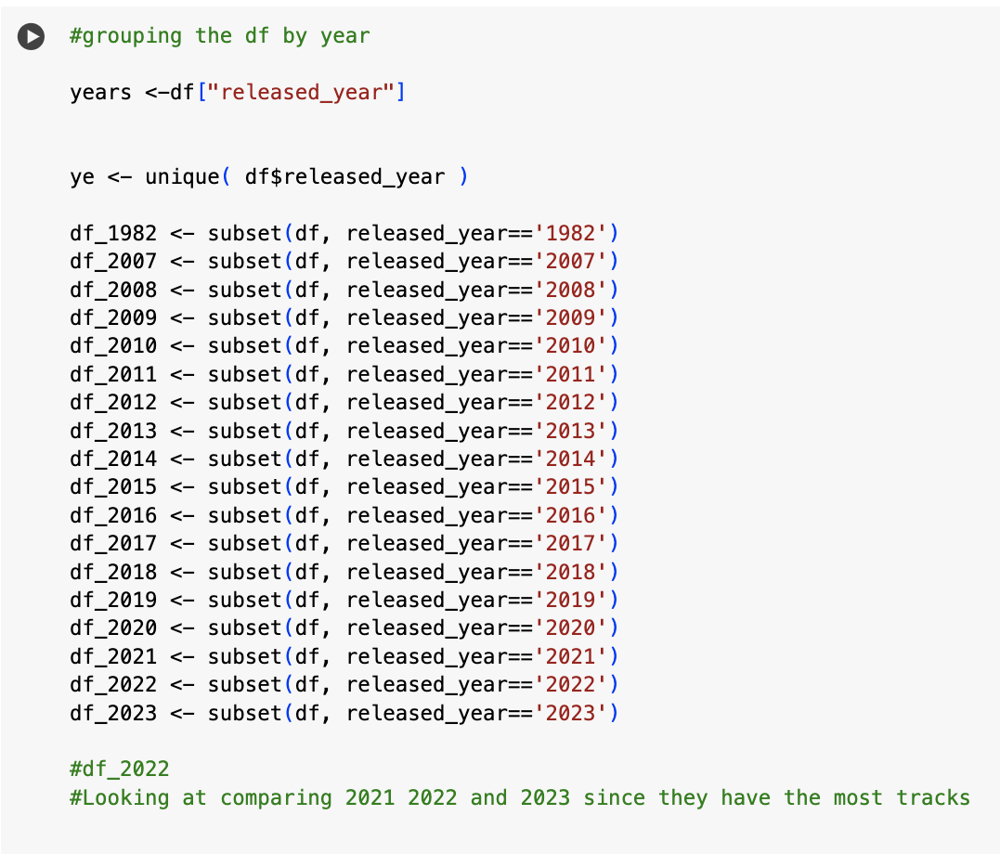 #grouping the df by year
years <-df["released_year"]
ye <- unique( df$released_year )
df_1982 <- subset(df, released_year=='1982')
df_2007 <- subset(df, released_year=='2007')
df_2008 <- subset(df, released_year=='2008')
df_2009 <- subset(df, released_year=='2009')
df_2010 <- subset(df, released_year=='2010')
df_2011 <- subset(df, released_year=='2011')
df_2012 <- subset(df, released_year=='2012')
df_2013 <- subset(df, released_year=='2013')
df_2014 <- subset(df, released_year=='2014')
df_2015 <- subset(df, released_year=='2015')
df_2016 <- subset(df, released_year=='2016')
df_2017 <- subset(df, released_year=='2017')
df_2018 <- subset(df, released_year=='2018')
df_2019 <- subset(df, released_year=='2019')
df_2020 <- subset(df, released_year=='2020')
df_2021 <- subset(df, released_year=='2021')
df_2022 <- subset(df, released_year=='2022')
df_2023 <- subset(df, released_year=='2023')
#df_2022
#Looking at comparing 2021 2022 and 2023 since they have the most tracks